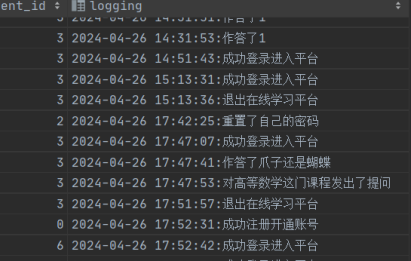 ent_id logging
3 2024-04-26 14:31:51:作答了1
3 2024-04-26 14:31:53:作答了1
3 2024-04-26 14:51:43:成功登录进入平台
3 2024-04-26 15:13:31:成功登录进入平台
3 2024-04-26 15:13:36:退出在线学习平台
2 2024-04-26 17:42:25:重置了自己的密码
3 2024-04-26 17:47:07:成功登录进入平台
3 2024-04-26 17:47:41:作答了爪子还是蝴蝶
3 2024-04-26 17:47:53:对高等数学这门课程发出了提问
3 2024-04-26 17:51:57:退出在线学习平台
0 2024-04-26 17:52:31:成功注册开通账号
6 2024-04-26 17:52:42:成功登录进入平台